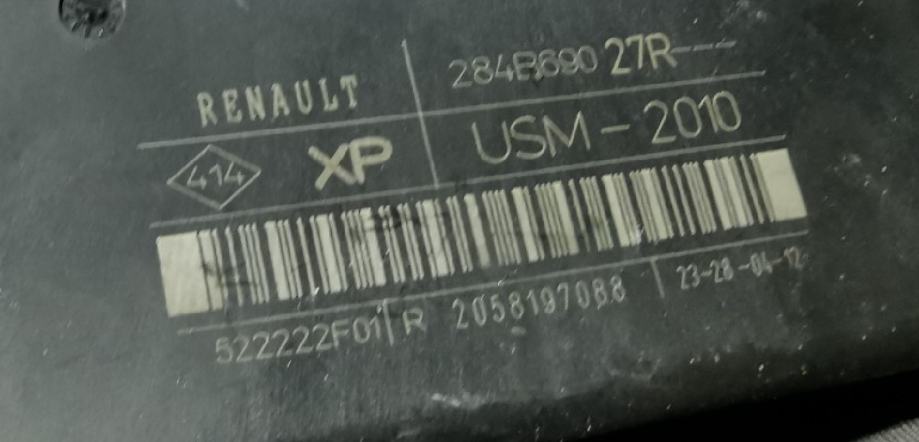 RENAULT 284B69027R---
414 XP USM-2010
522222F01 R 2058197088 23-28-04-12